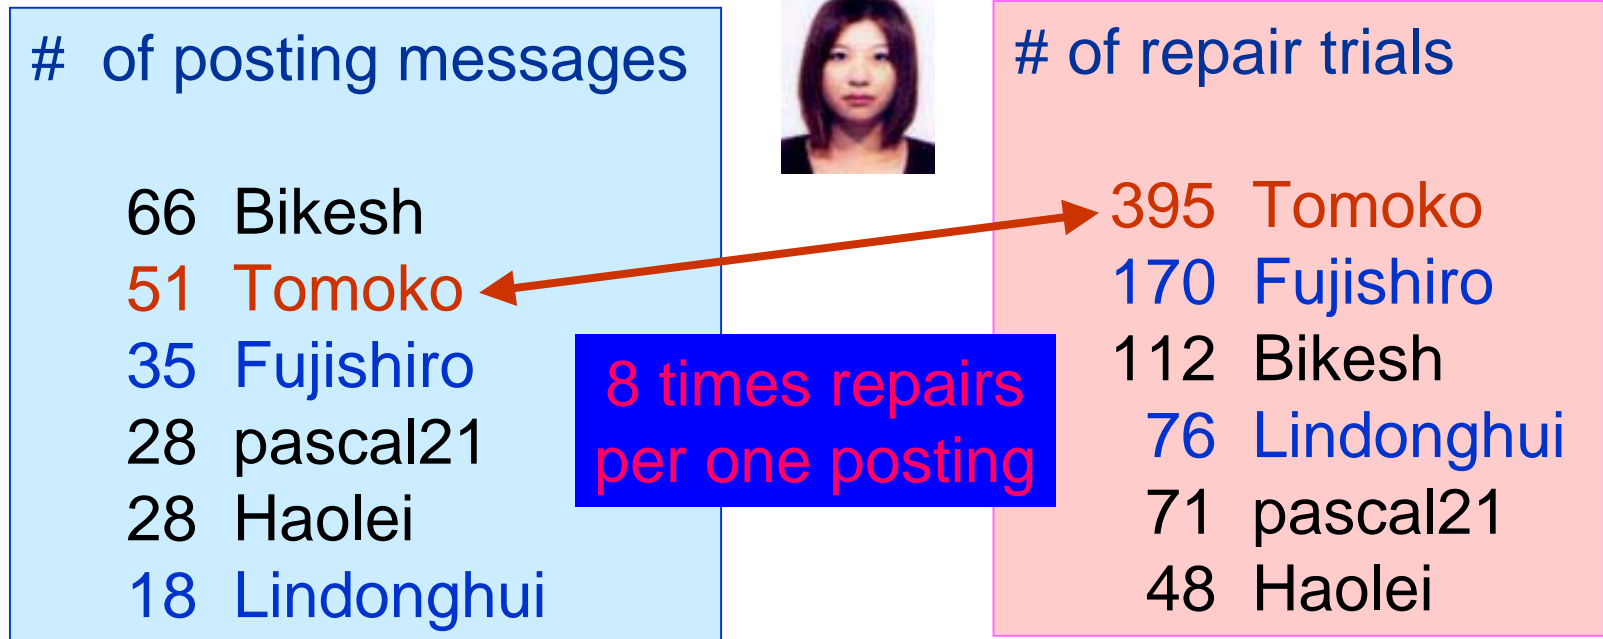 # of posting messages
66 Bikesh
51 Tomoko
35 Fujishiro
28 pascal21
28 Haolei
18 Lindonghui
8 times repairs
per one posting
# of repair trials
395 Tomoko
170 Fujishiro
112 Bikesh
76 Lindonghui
71 pascal21
48 Haolei